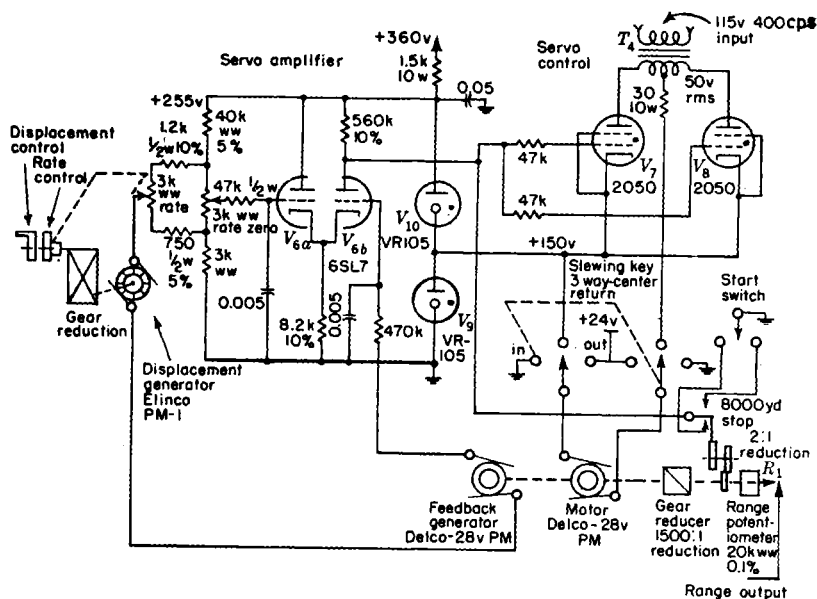 115v 400cps
input
T4
+360v
1.5k
10w
Servo amplifier
Servo
control
0.05
50v
rms
30
10w
+255v
40k
ww
5%
560k
10%
Displacement
control
Rate
control
1.2k
1/2w 10%
47k
47k
V7
2050
V8
2050
3k
ww
rate
47k 1/2w
3k ww
rate zero
V6a
V6b
6SL7
V10
VR105
+150v
750
1/2w
5%
3k
ww
Slewing key
3 way-center
return
Start
switch
0.005
8.2k
10%
0.005
470k
V9
VR-
105
+24v
in
out
Gear
reduction
Displacement
generator
Elinco
PM-1
8000yd
stop
2:1
reduction
R1
Feedback
generator
Delco-28v PM
Motor
Delco-28v
PM
Gear
reducer
1500:1
reduction
Range
potent-
iometer
20k ww
0.1%
Range output